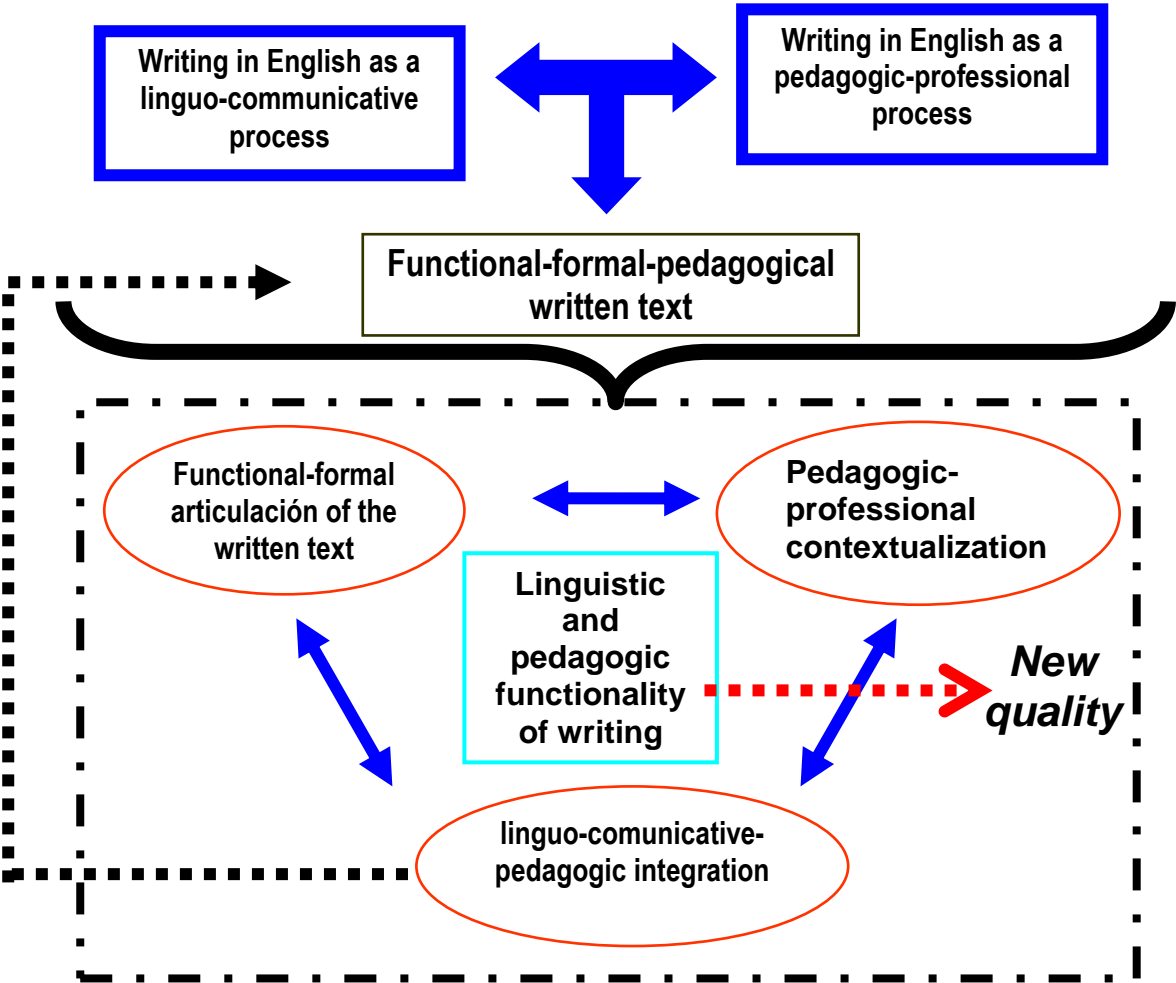 Writing in English as a
linguo-communicative
process
Writing in English as a
pedagogic-professional
process
Functional-formal-pedagogical
written text
Functional-formal
articulación of the
written text
Pedagogic-
professional
contextualization
Linguistic
and
pedagogic
functionality
of writing
New
quality
linguo-comunicative-
pedagogic integration